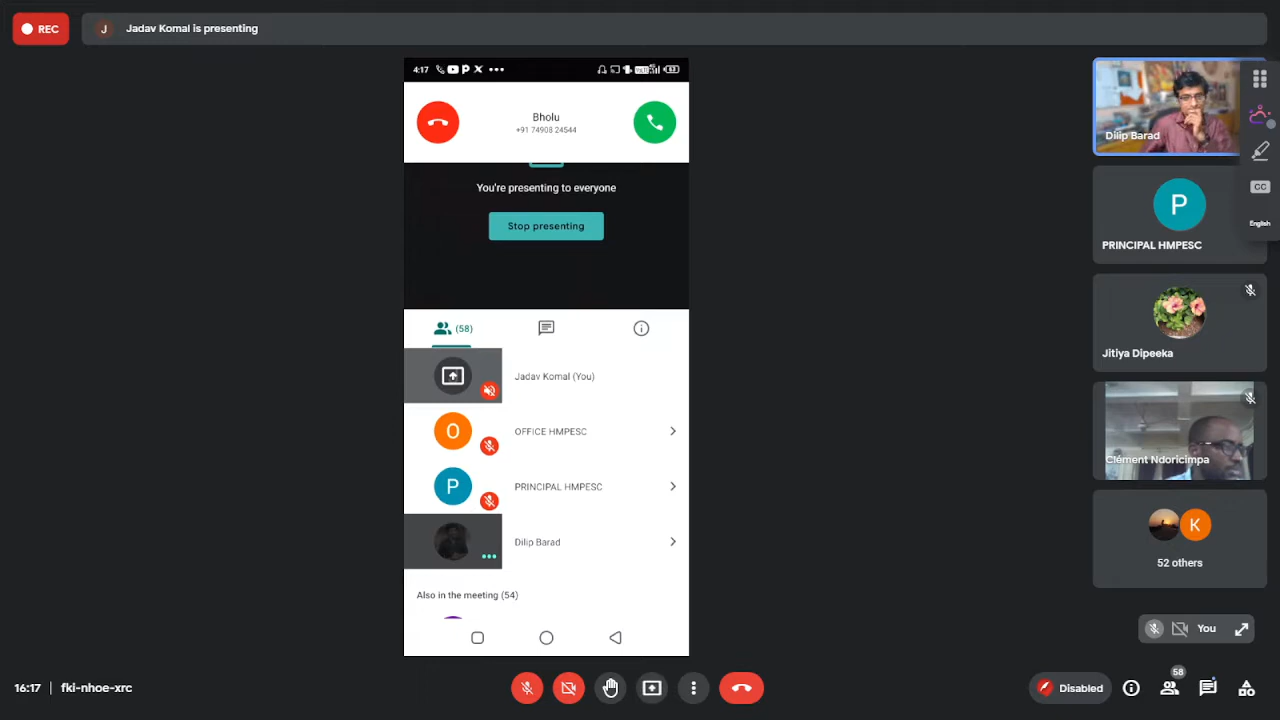 REC
J
Jadav Komal is presenting
4:17
Bholu
+91 74908 24544
You're presenting to everyone
Stop presenting
(58)
Jadav Komal (You)
O
OFFICE HMPESC
P
PRINCIPAL HMPESC
Dilip Barad
Also in the meeting (54)
Dilip Barad
P
PRINCIPAL HMPESC
Jitiya Dipeeka
Clément Ndoricimpa
K
52 others
CC
English
You
16:17 | fki-nhoe-xrc
Disabled
58